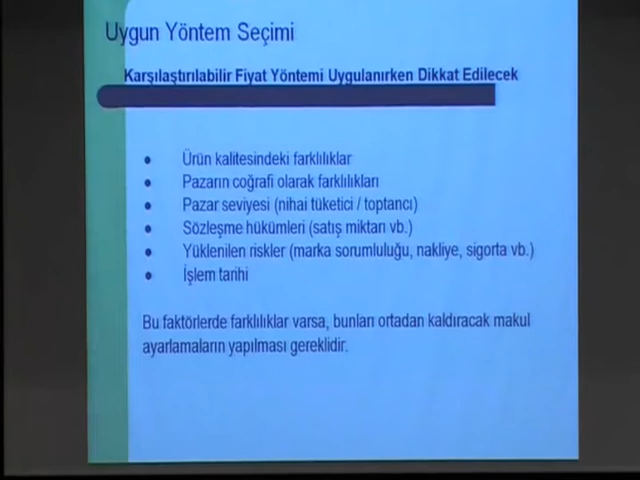 Uygun Yöntem Seçimi
Karşılaştırılabilir Fiyat Yöntemi Uygulanırken Dikkat Edilecek
• Ürün kalitesindeki farklılıklar
• Pazarın coğrafi olarak farklılıkları
• Pazar seviyesi (nihai tüketici / toptancı)
• Sözleşme hükümleri (satış miktarı vb.)
• Yüklenilen riskler (marka sorumluluğu, nakliye, sigorta vb.)
• İşlem tarihi
Bu faktörlerde farklılıklar varsa, bunları ortadan kaldıracak makul
ayarlamaların yapılması gereklidir.